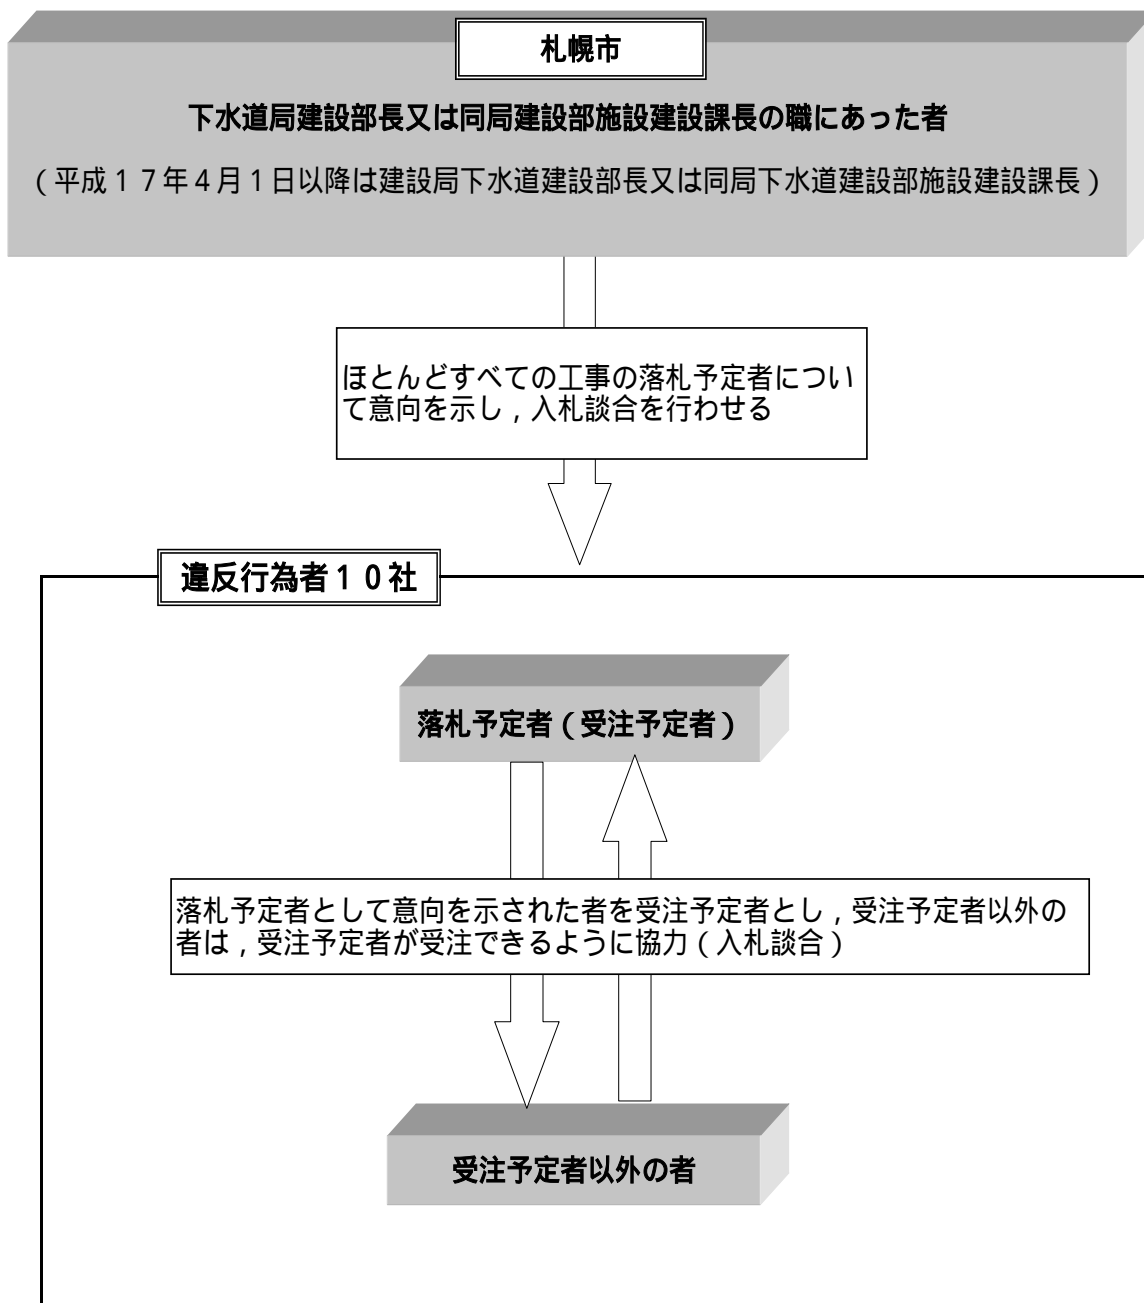 札幌市
下水道局建設部長又は同局建設部施設建設課長の職にあった者
（平成１７年４月１日以降は建設局下水道建設部長又は同局下水道建設部施設建設課長）
ほとんどすべての工事の落札予定者につい
て意向を示し，入札談合を行わせる
違反行為者１０社
落札予定者（受注予定者）
落札予定者として意向を示された者を受注予定者とし，受注予定者以外の
者は，受注予定者が受注できるように協力（入札談合）
受注予定者以外の者